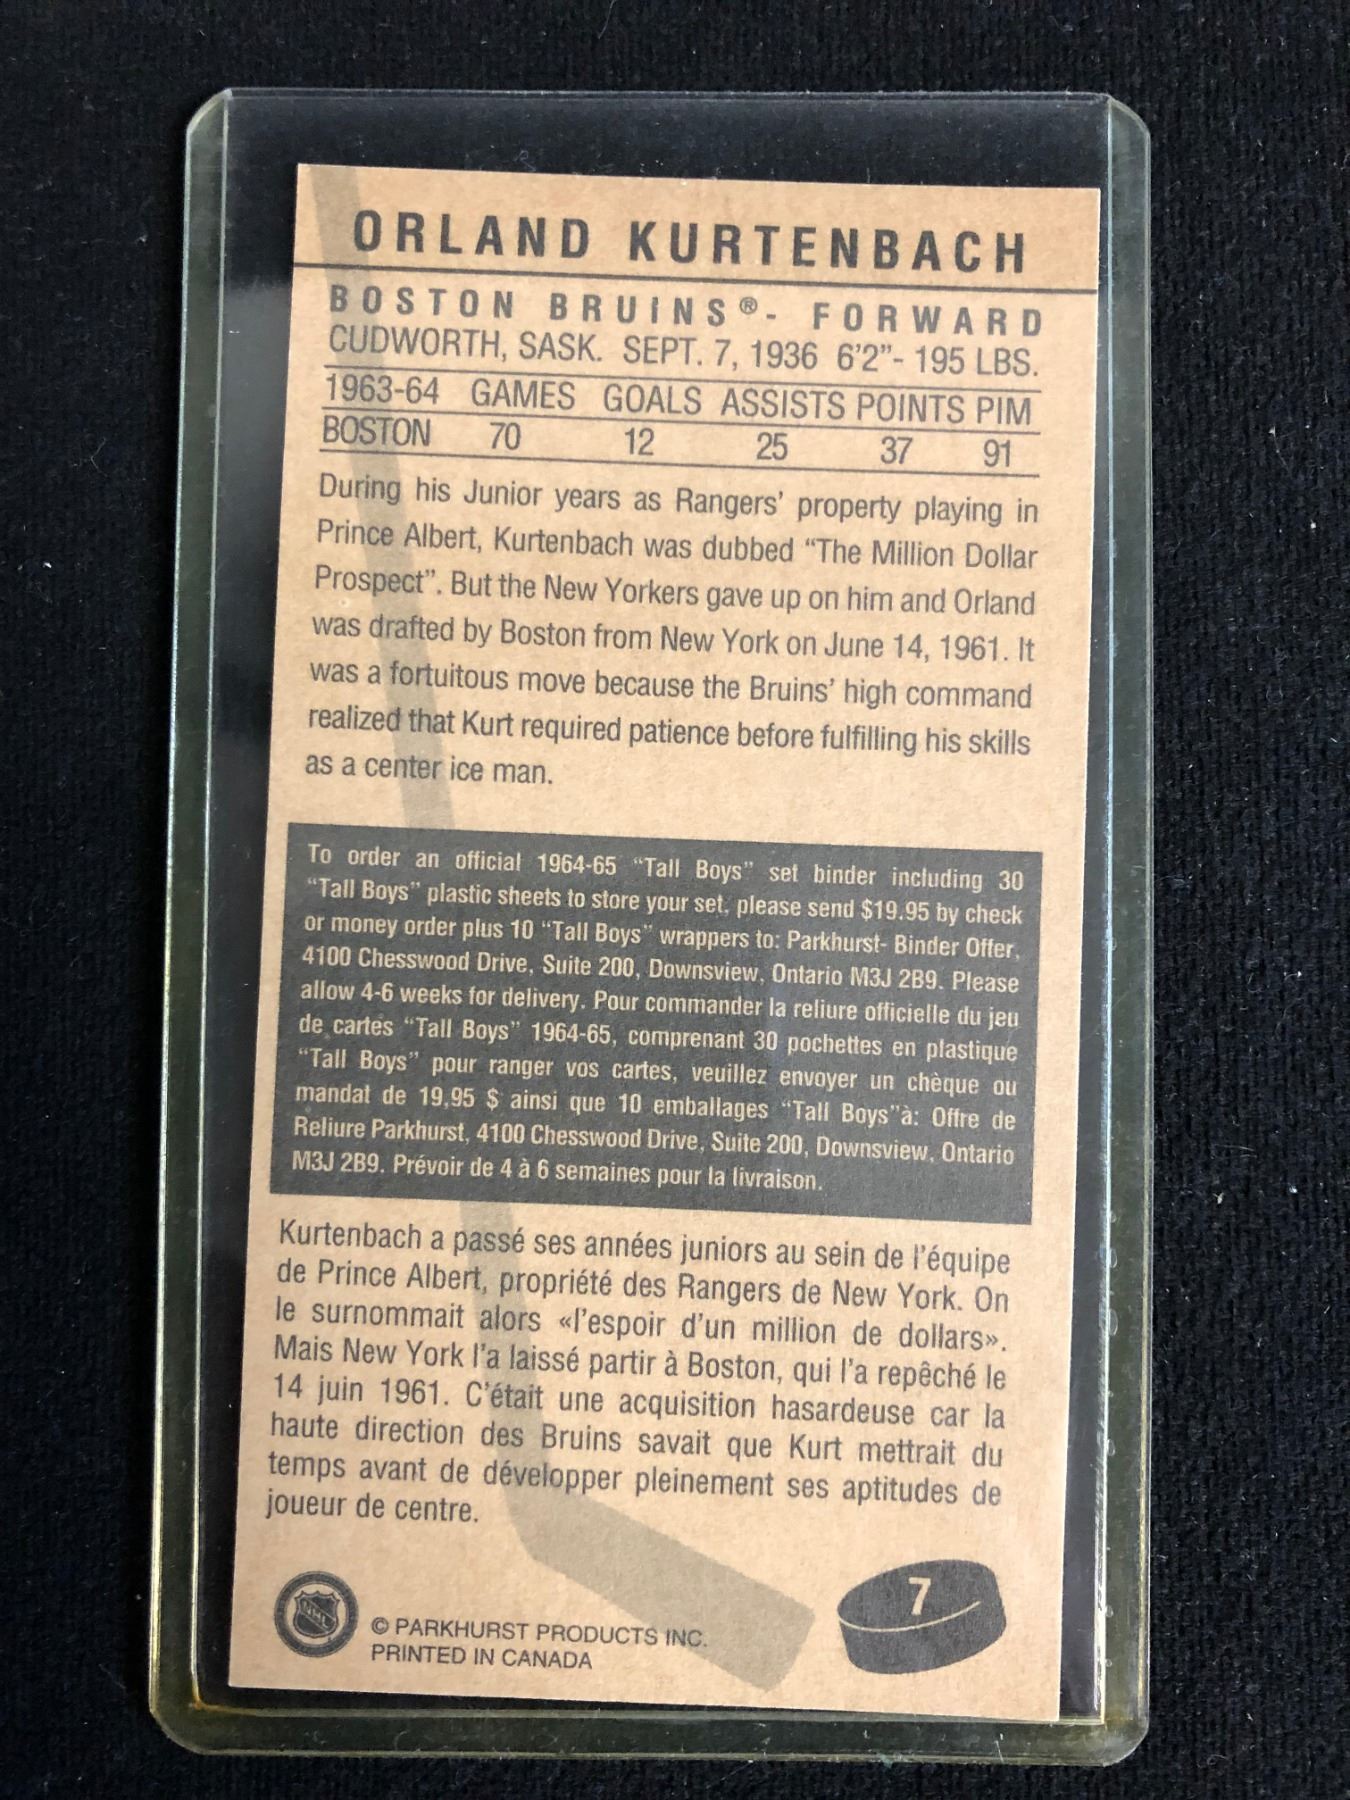 ORLAND KURTENBACH
BOSTON BRUINS®- FORWARD
CUDWORTH, SASK. SEPT. 7, 1936 6'2"- 195 LBS.
1963-64 GAMES GOALS ASSISTS POINTS PIM
BOSTON 70 12 25 37 91
During his Junior years as Rangers' property playing in
Prince Albert, Kurtenbach was dubbed “The Million Dollar
Prospect”. But the New Yorkers gave up on him and Orland
was drafted by Boston from New York on June 14, 1961. It
was a fortuitous move because the Bruins' high command
realized that Kurt required patience before fulfilling his skills
as a center ice man.
To order an official 1964-65 “Tall Boys” set binder including 30
“Tall Boys” plastic sheets to store your set, please send $19.95 by check
or money order plus 10 “Tall Boys” wrappers to: Parkhurst- Binder Offer,
4100 Chesswood Drive, Suite 200, Downsview, Ontario M3J 2B9. Please
allow 4-6 weeks for delivery. Pour commander la reliure officielle du jeu
de cartes “Tall Boys” 1964-65, comprenant 30 pochettes en plastique
“Tall Boys” pour ranger vos cartes, veuillez envoyer un chèque ou
mandat de 19,95 $ ainsi que 10 emballages “Tall Boys”à: Offre de
Reliure Parkhurst, 4100 Chesswood Drive, Suite 200, Downsview, Ontario
M3J 2B9. Prévoir de 4 à 6 semaines pour la livraison.
Kurtenbach a passé ses années juniors au sein de l'équipe
de Prince Albert, propriété des Rangers de New York. On
le surnommait alors «l'espoir d'un million de dollars».
Mais New York l'a laissé partir à Boston, qui l'a repêché le
14 juin 1961. C'était une acquisition hasardeuse car la
haute direction des Bruins savait que Kurt mettrait du
temps avant de développer pleinement ses aptitudes de
joueur de centre.
NHL
© PARKHURST PRODUCTS INC.
PRINTED IN CANADA
7